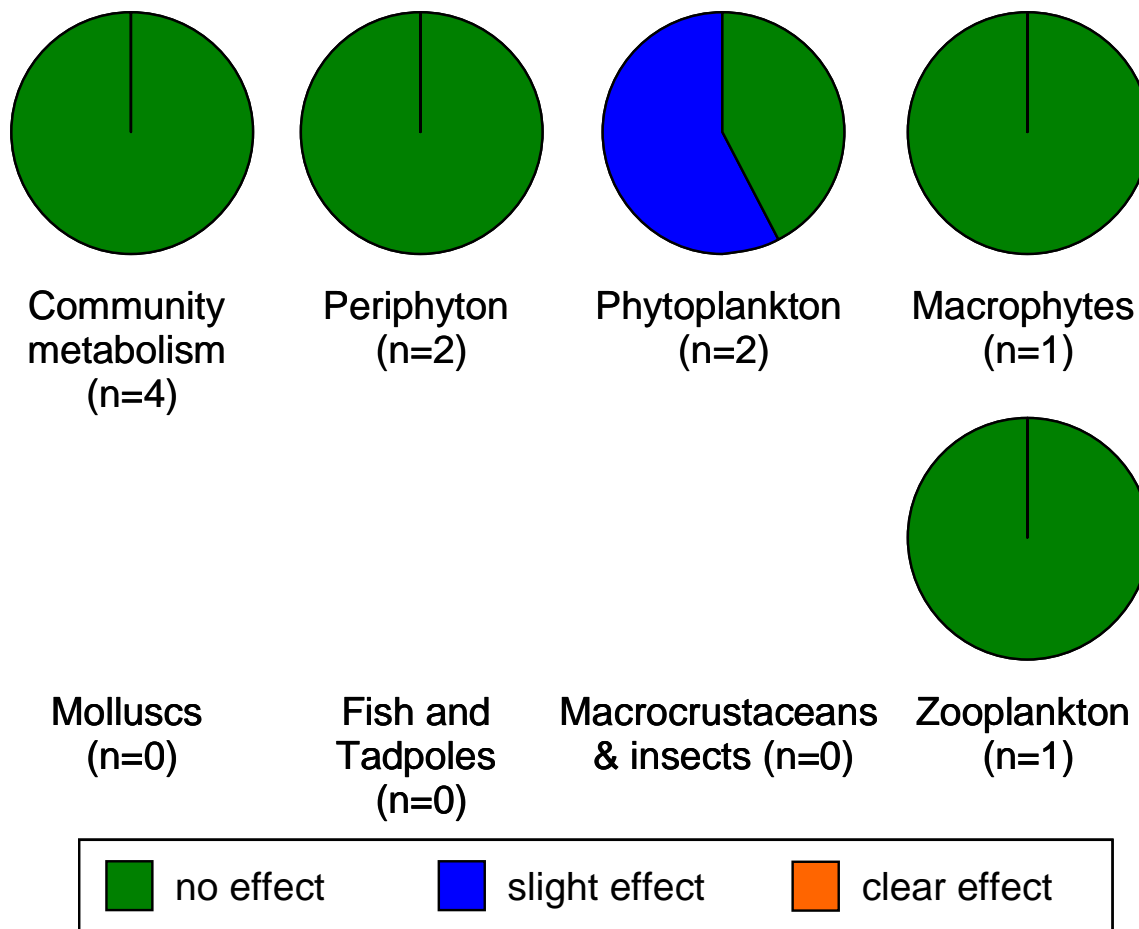 Community
metabolism
(n=4)
Periphyton
(n=2)
Phytoplankton
(n=2)
Macrophytes
(n=1)
Molluscs
(n=0)
Fish and
Tadpoles
(n=0)
Macrocrustaceans
& insects (n=0)
Zooplankton
(n=1)
no effect
slight effect
clear effect